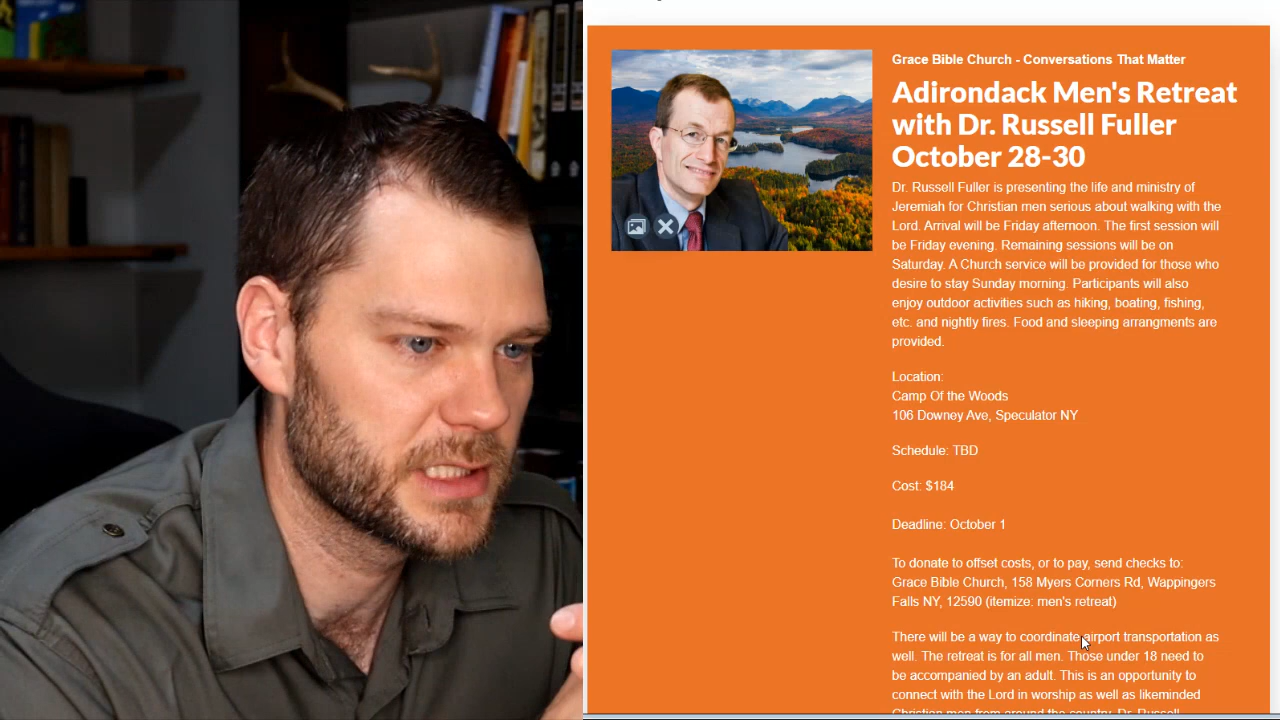 Grace Bible Church - Conversations That Matter
Adirondack Men's Retreat
with Dr. Russell Fuller
October 28-30
Dr. Russell Fuller is presenting the life and ministry of
Jeremiah for Christian men serious about walking with the
Lord. Arrival will be Friday afternoon. The first session will
be Friday evening. Remaining sessions will be on
Saturday. A Church service will be provided for those who
desire to stay Sunday morning. Participants will also
enjoy outdoor activities such as hiking, boating, fishing,
etc. and nightly fires. Food and sleeping arrangments are
provided.
Location:
Camp Of the Woods
106 Downey Ave, Speculator NY
Schedule: TBD
Cost: $184
Deadline: October 1
To donate to offset costs, or to pay, send checks to:
Grace Bible Church, 158 Myers Corners Rd, Wappingers
Falls NY, 12590 (itemize: men's retreat)
There will be a way to coordinate airport transportation as
well. The retreat is for all men. Those under 18 need to
be accompanied by an adult. This is an opportunity to
connect with the Lord in worship as well as likeminded
Christian men from around the country. Dr. Russell